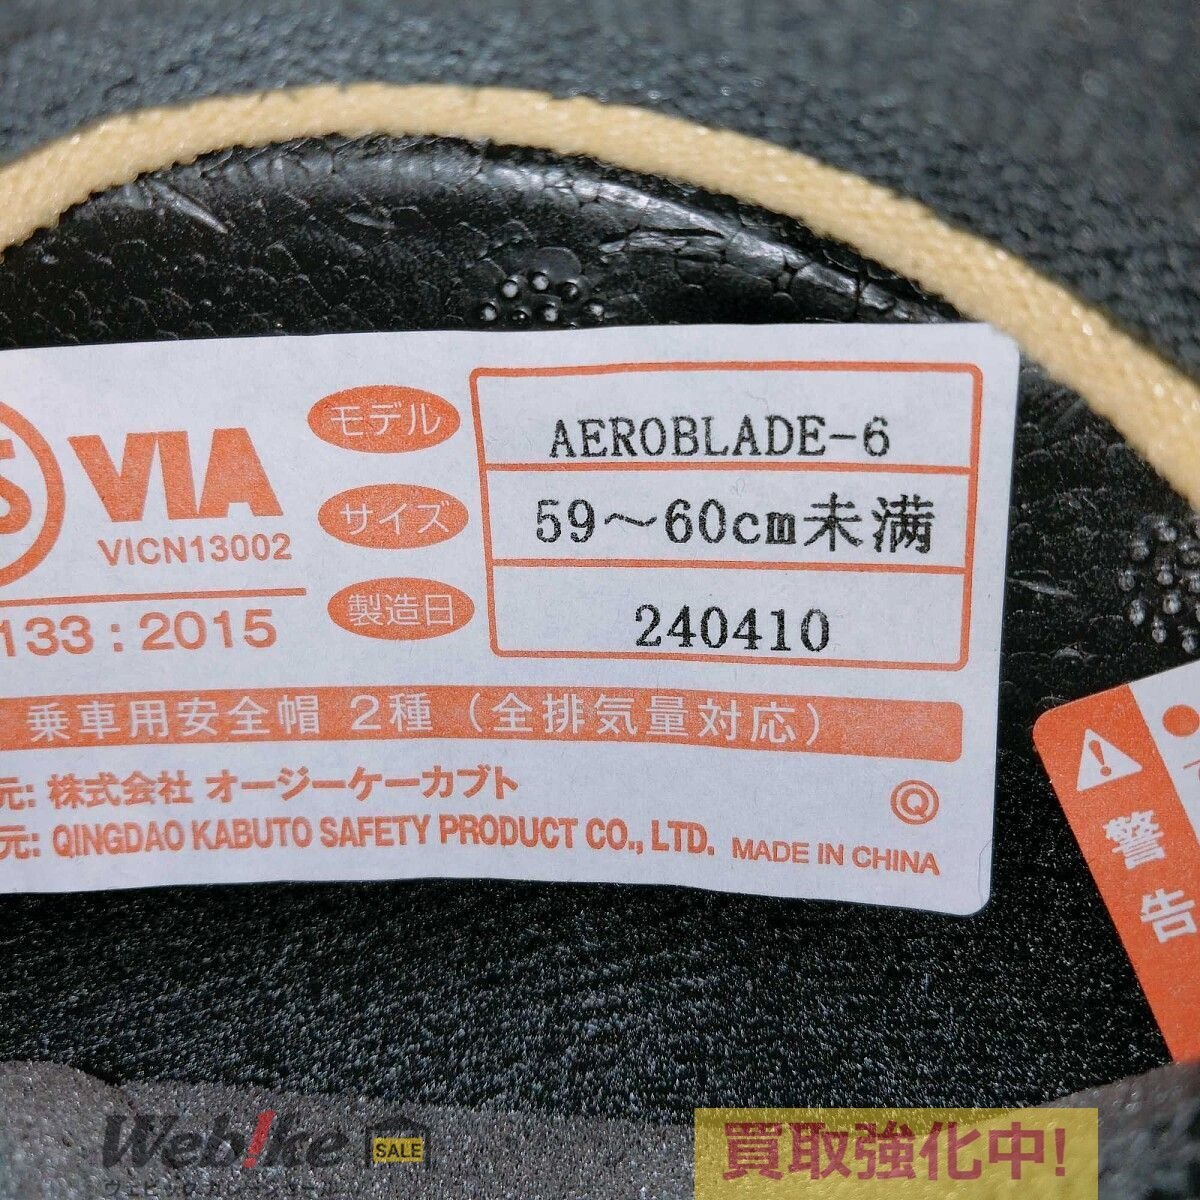 モデル AEROBLADE-6
S VIA
サイズ 59～60cm未満
VICN13002
製造日 240410
133:2015
乗車用安全帽 2種（全排気量対応）
元: 株式会社 オージーケーカブト
Q
元: QINGDAO KABUTO SAFETY PRODUCT CO., LTD. MADE IN CHINA
警告
Web!ke SALE
買取強化中!